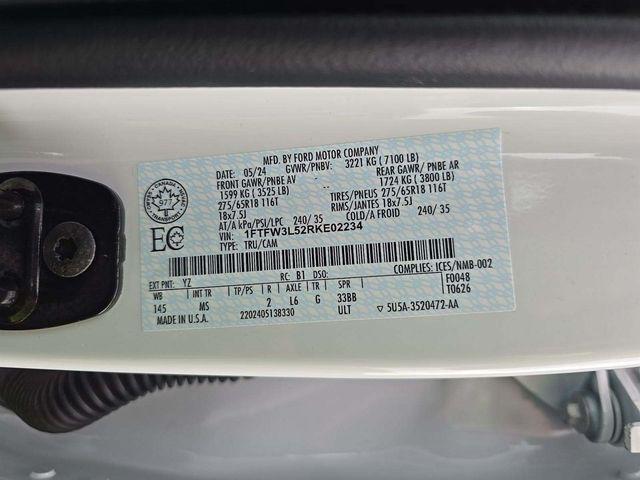 MFD. BY FORD MOTOR COMPANY
DATE: 05/24 GVWR/PNBV: 3221 KG ( 7100 LB)
FRONT GAWR/PNBE AV REAR GAWR/PNBE AR
1599 KG ( 3525 LB) 1724 KG ( 3800 LB)
275/65R18 116T TIRES/PNEUS 275/65R18 116T
18x7.5J RIMS/JANTES 18x7.5J
AT/A kPa/PSI/LPC 240/ 35 COLD/A FROID 240/ 35
VIN: 1FTFW3L52RKE02234
TYPE: TRU/CAM
CANADA
977
TRANSPORT
EC
EXT PNT: YZ RC: B1 DSO: COMPLIES: ICES/NMB-002
WB INT TR TP/PS R AXLE TR SPR F0048
145 MS 2 L6 G 33BB T0626
MADE IN U.S.A. 2202405138330 ULT ▽ 5U5A-3520472-AA